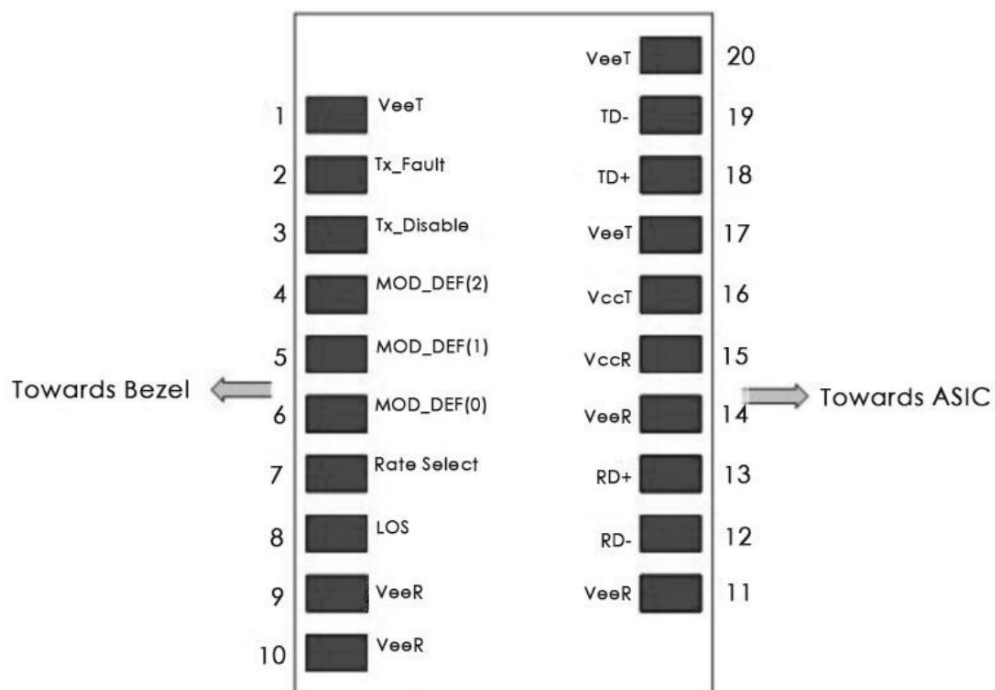 VeeT 20
1 VeeT TD- 19
2 Tx_Fault TD+ 18
3 Tx_Disable VeeT 17
4 MOD_DEF(2) VccT 16
5 MOD_DEF(1) VccR 15
Towards Bezel
6 MOD_DEF(0) VeeR 14
Towards ASIC
7 Rate Select RD+ 13
8 LOS RD- 12
9 VeeR VeeR 11
10 VeeR